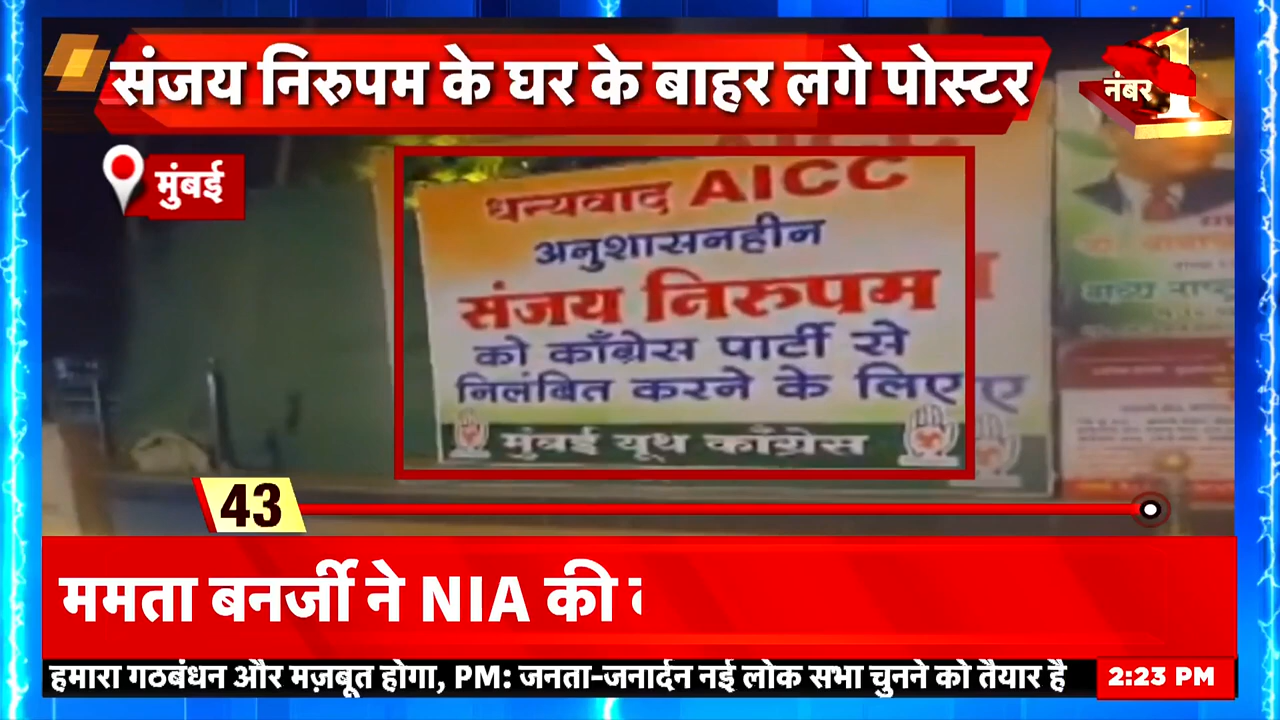 संजय निरुपम के घर के बाहर लगे पोस्टर
नंबर 1
मुंबई
धन्यवाद AICC
अनुशासनहीन
संजय निरुपम
को काँग्रेस पार्टी से
निलंबित करने के लिए
मुंबई यूथ काँग्रेस
43
ममता बनर्जी ने NIA की
हमारा गठबंधन और मज़बूत होगा, PM: जनता-जनार्दन नई लोक सभा चुनने को तैयार है
2:23 PM